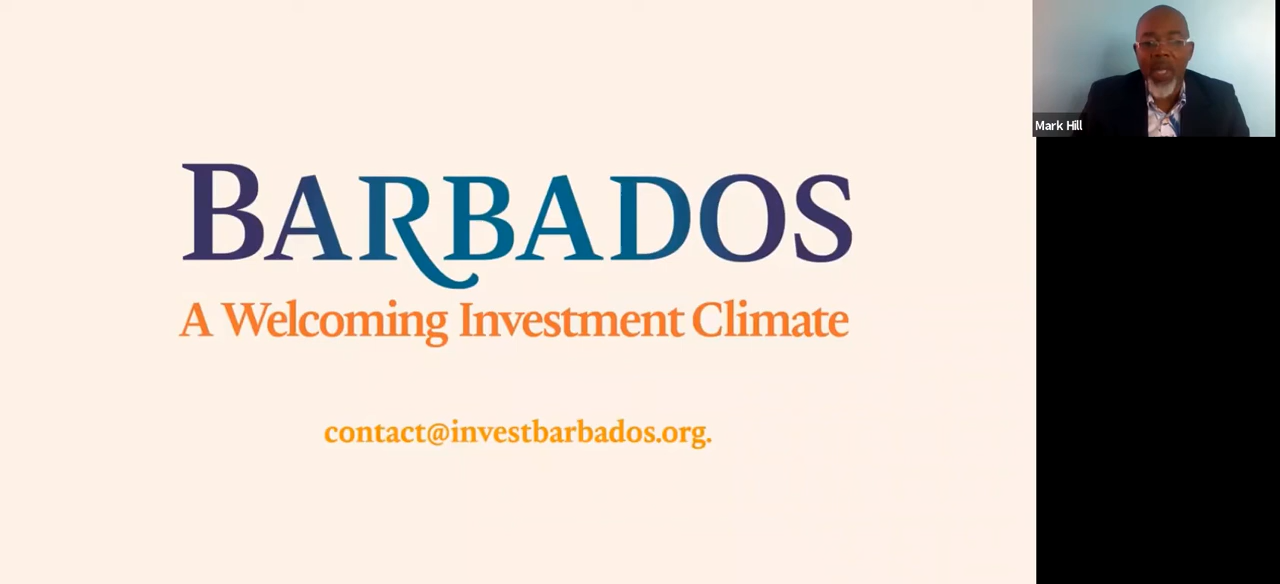 BARBADOS
A Welcoming Investment Climate
contact@investbarbados.org.
Mark Hill